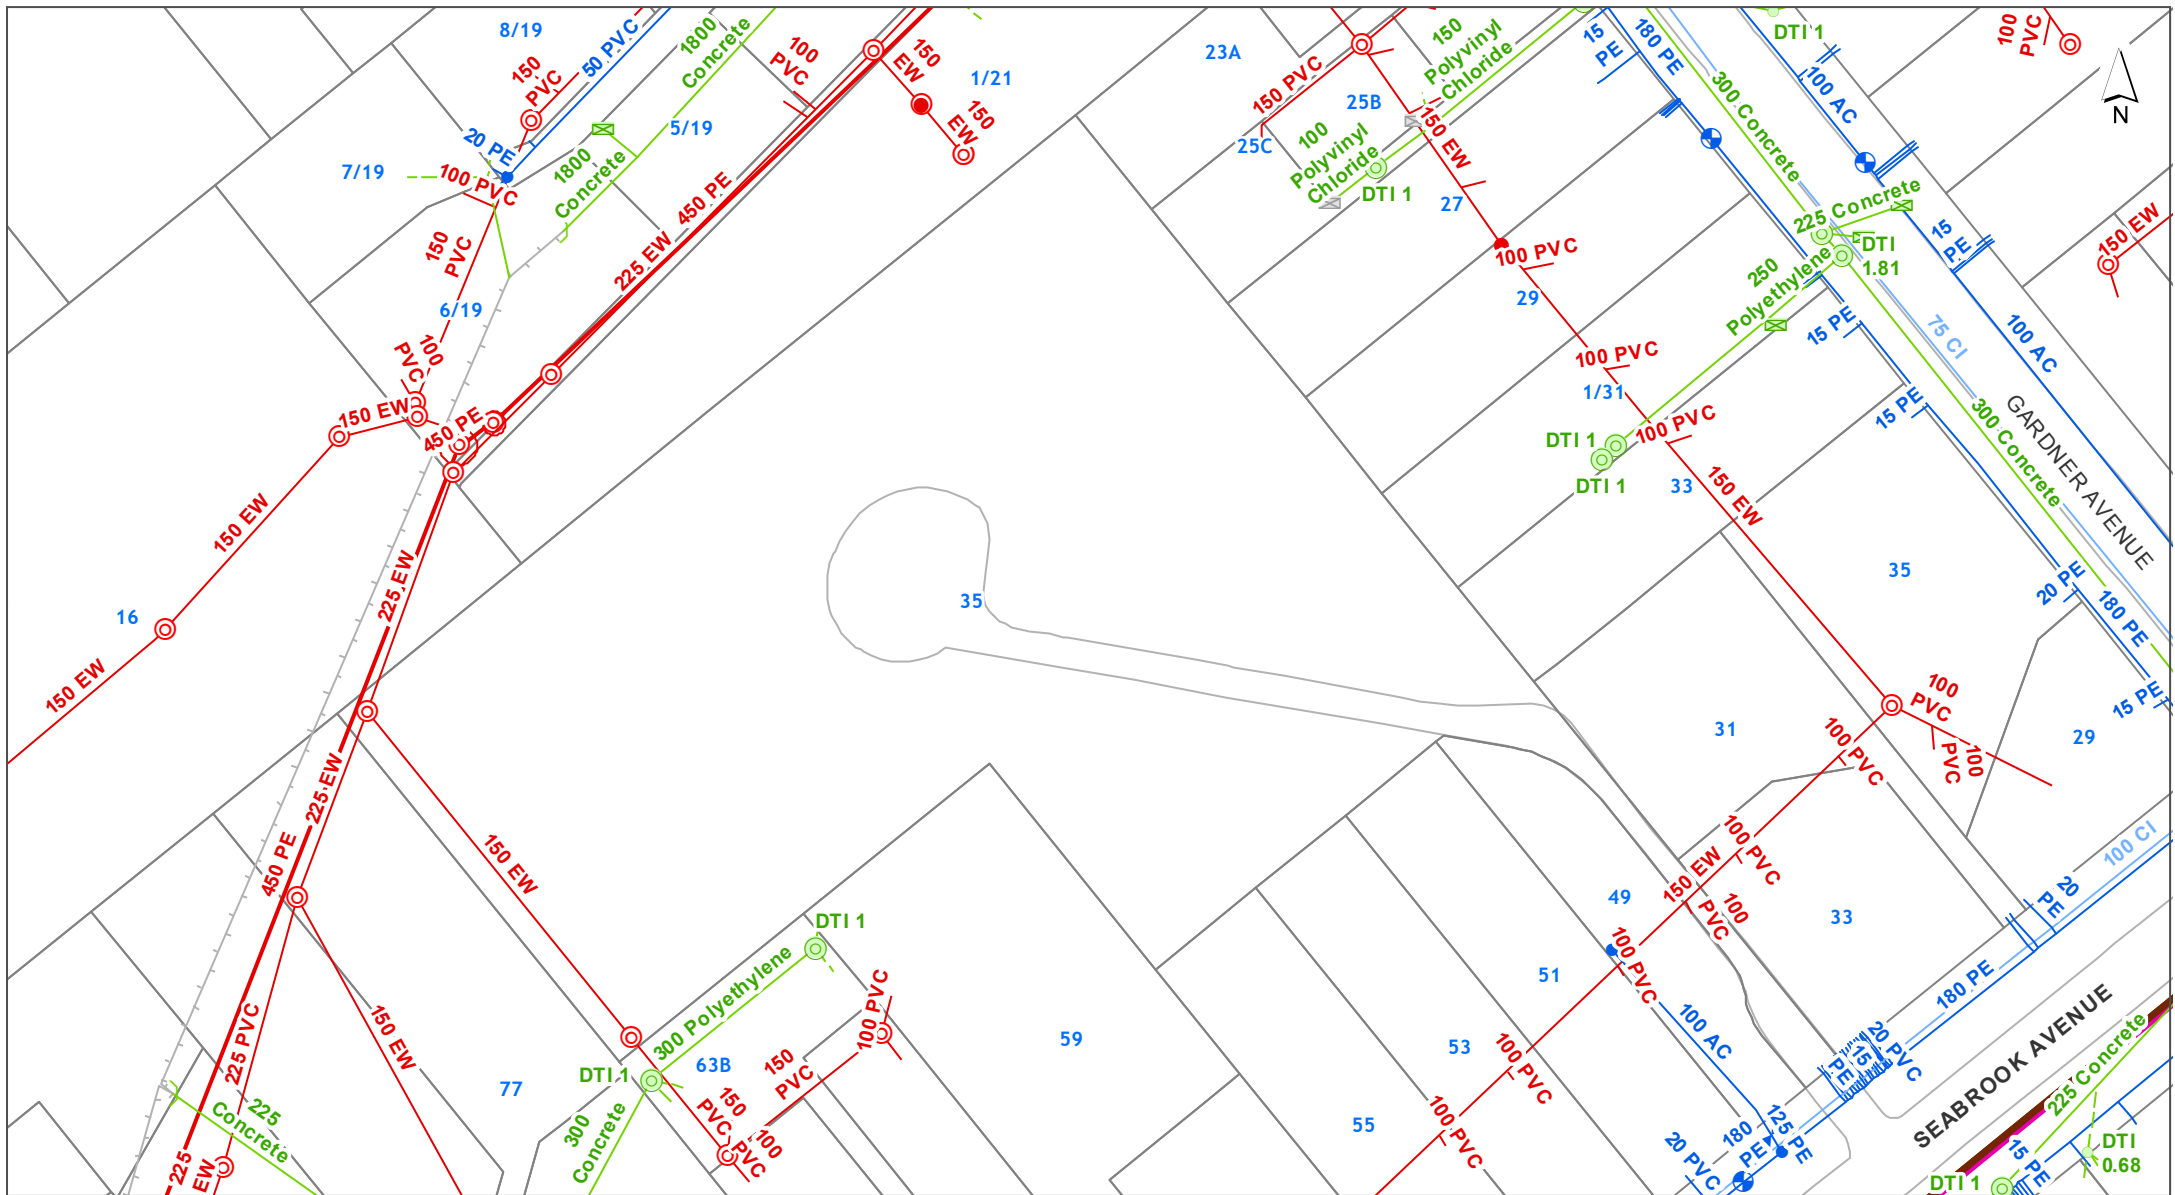 8/19
150
PVC
50 PVC
1800
Concrete
100
PVC
150
EW
1/21
23A
150
Polyvinyl
Chloride
15
PE
180 PE
DTI 1
100
PVC
N
300 Concrete
100 AC
150 PVC
25B
25C
100
Polyvinyl
Chloride
DTI 1
150 EW
27
20 PE
5/19
7/19
100 PVC
1800
Concrete
150
EW
450 PE
225 EW
150
PVC
6/19
100
PVC
150 EW
450 PE
100 PVC
29
100 PVC
1/31
100 PVC
225 Concrete
DTI
1.81
250
Polyethylene
15
PE
150 EW
15 PE
75 CI
100 AC
15 PE
300 Concrete
GARDNER AVENUE
DTI 1
DTI 1
33
150 EW
35
20 PE
180 PE
15 PE
150 EW
225 EW
16
35
150 EW
31
100
PVC
100
PVC
100 PVC
29
225 EW
450 PE
150 EW
100 PVC
150 EW
100
PVC
49
33
20
PE
100 CI
DTI 1
300 Polyethylene
100 PVC
59
51
100 PVC
100 AC
180 PE
SEABROOK AVENUE
225 PVC
150 EW
77
DTI 1
63B
150
PVC
150
PVC
100
PVC
53
100 PVC
20 PVC
15
PE
225
Concrete
300
Concrete
55
100 PVC
180
PE
125 PE
20 PVC
225 Concrete
DTI
0.68
15 PE
DTI 1
225
EW